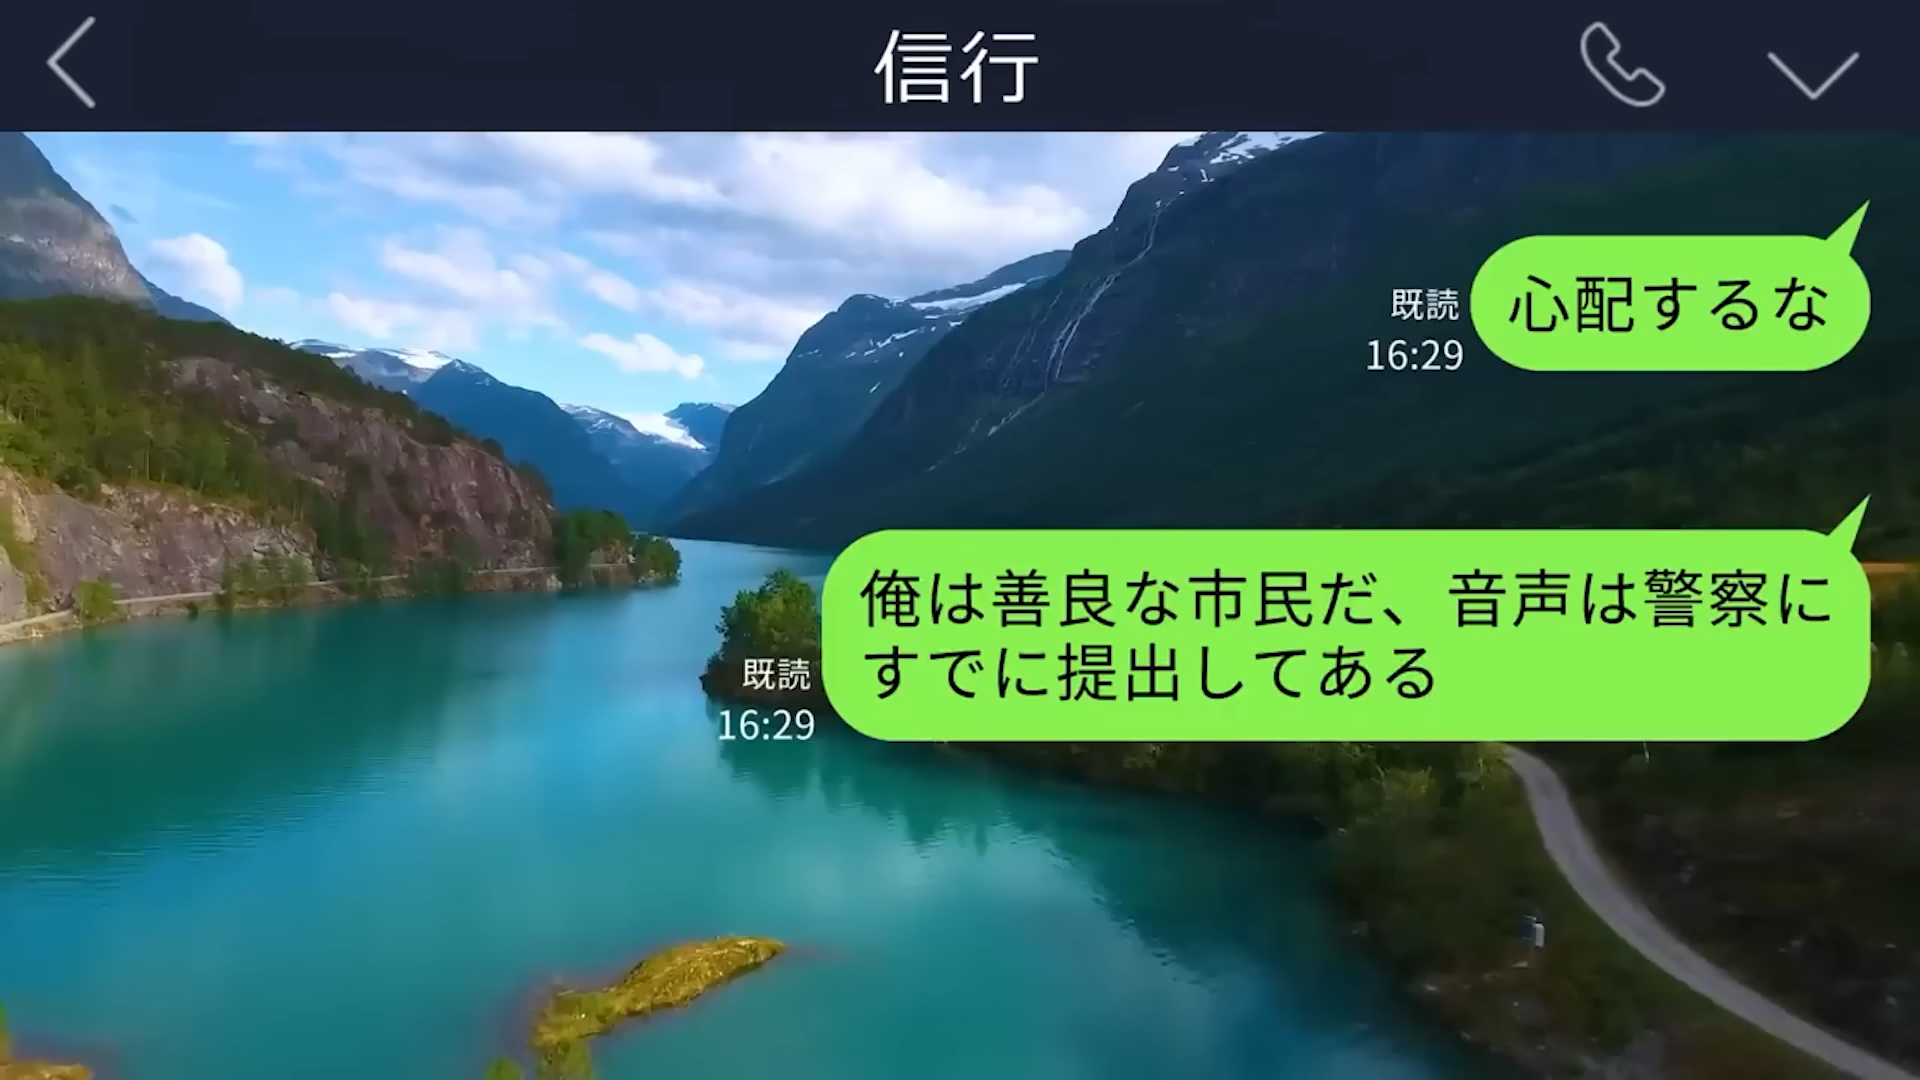 信行
心配するな
既読
16:29
俺は善良な市民だ、音声は警察に
すでに提出してある
既読
16:29